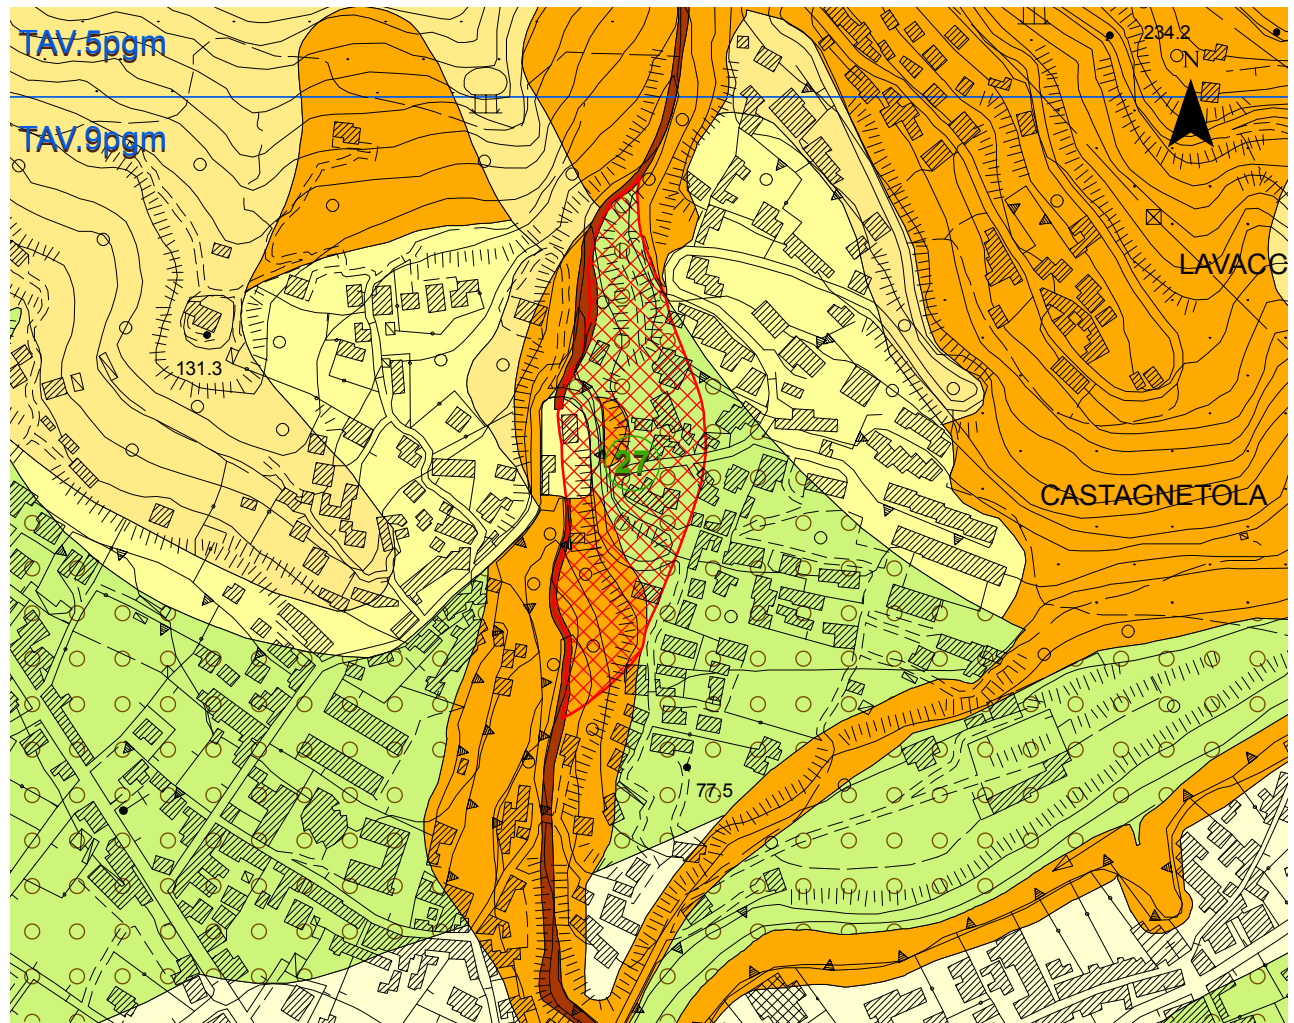 TAV.5pgm
234.2
N
TAV.9pgm
LAVACC
131.3
27
CASTAGNETOLA
77.5